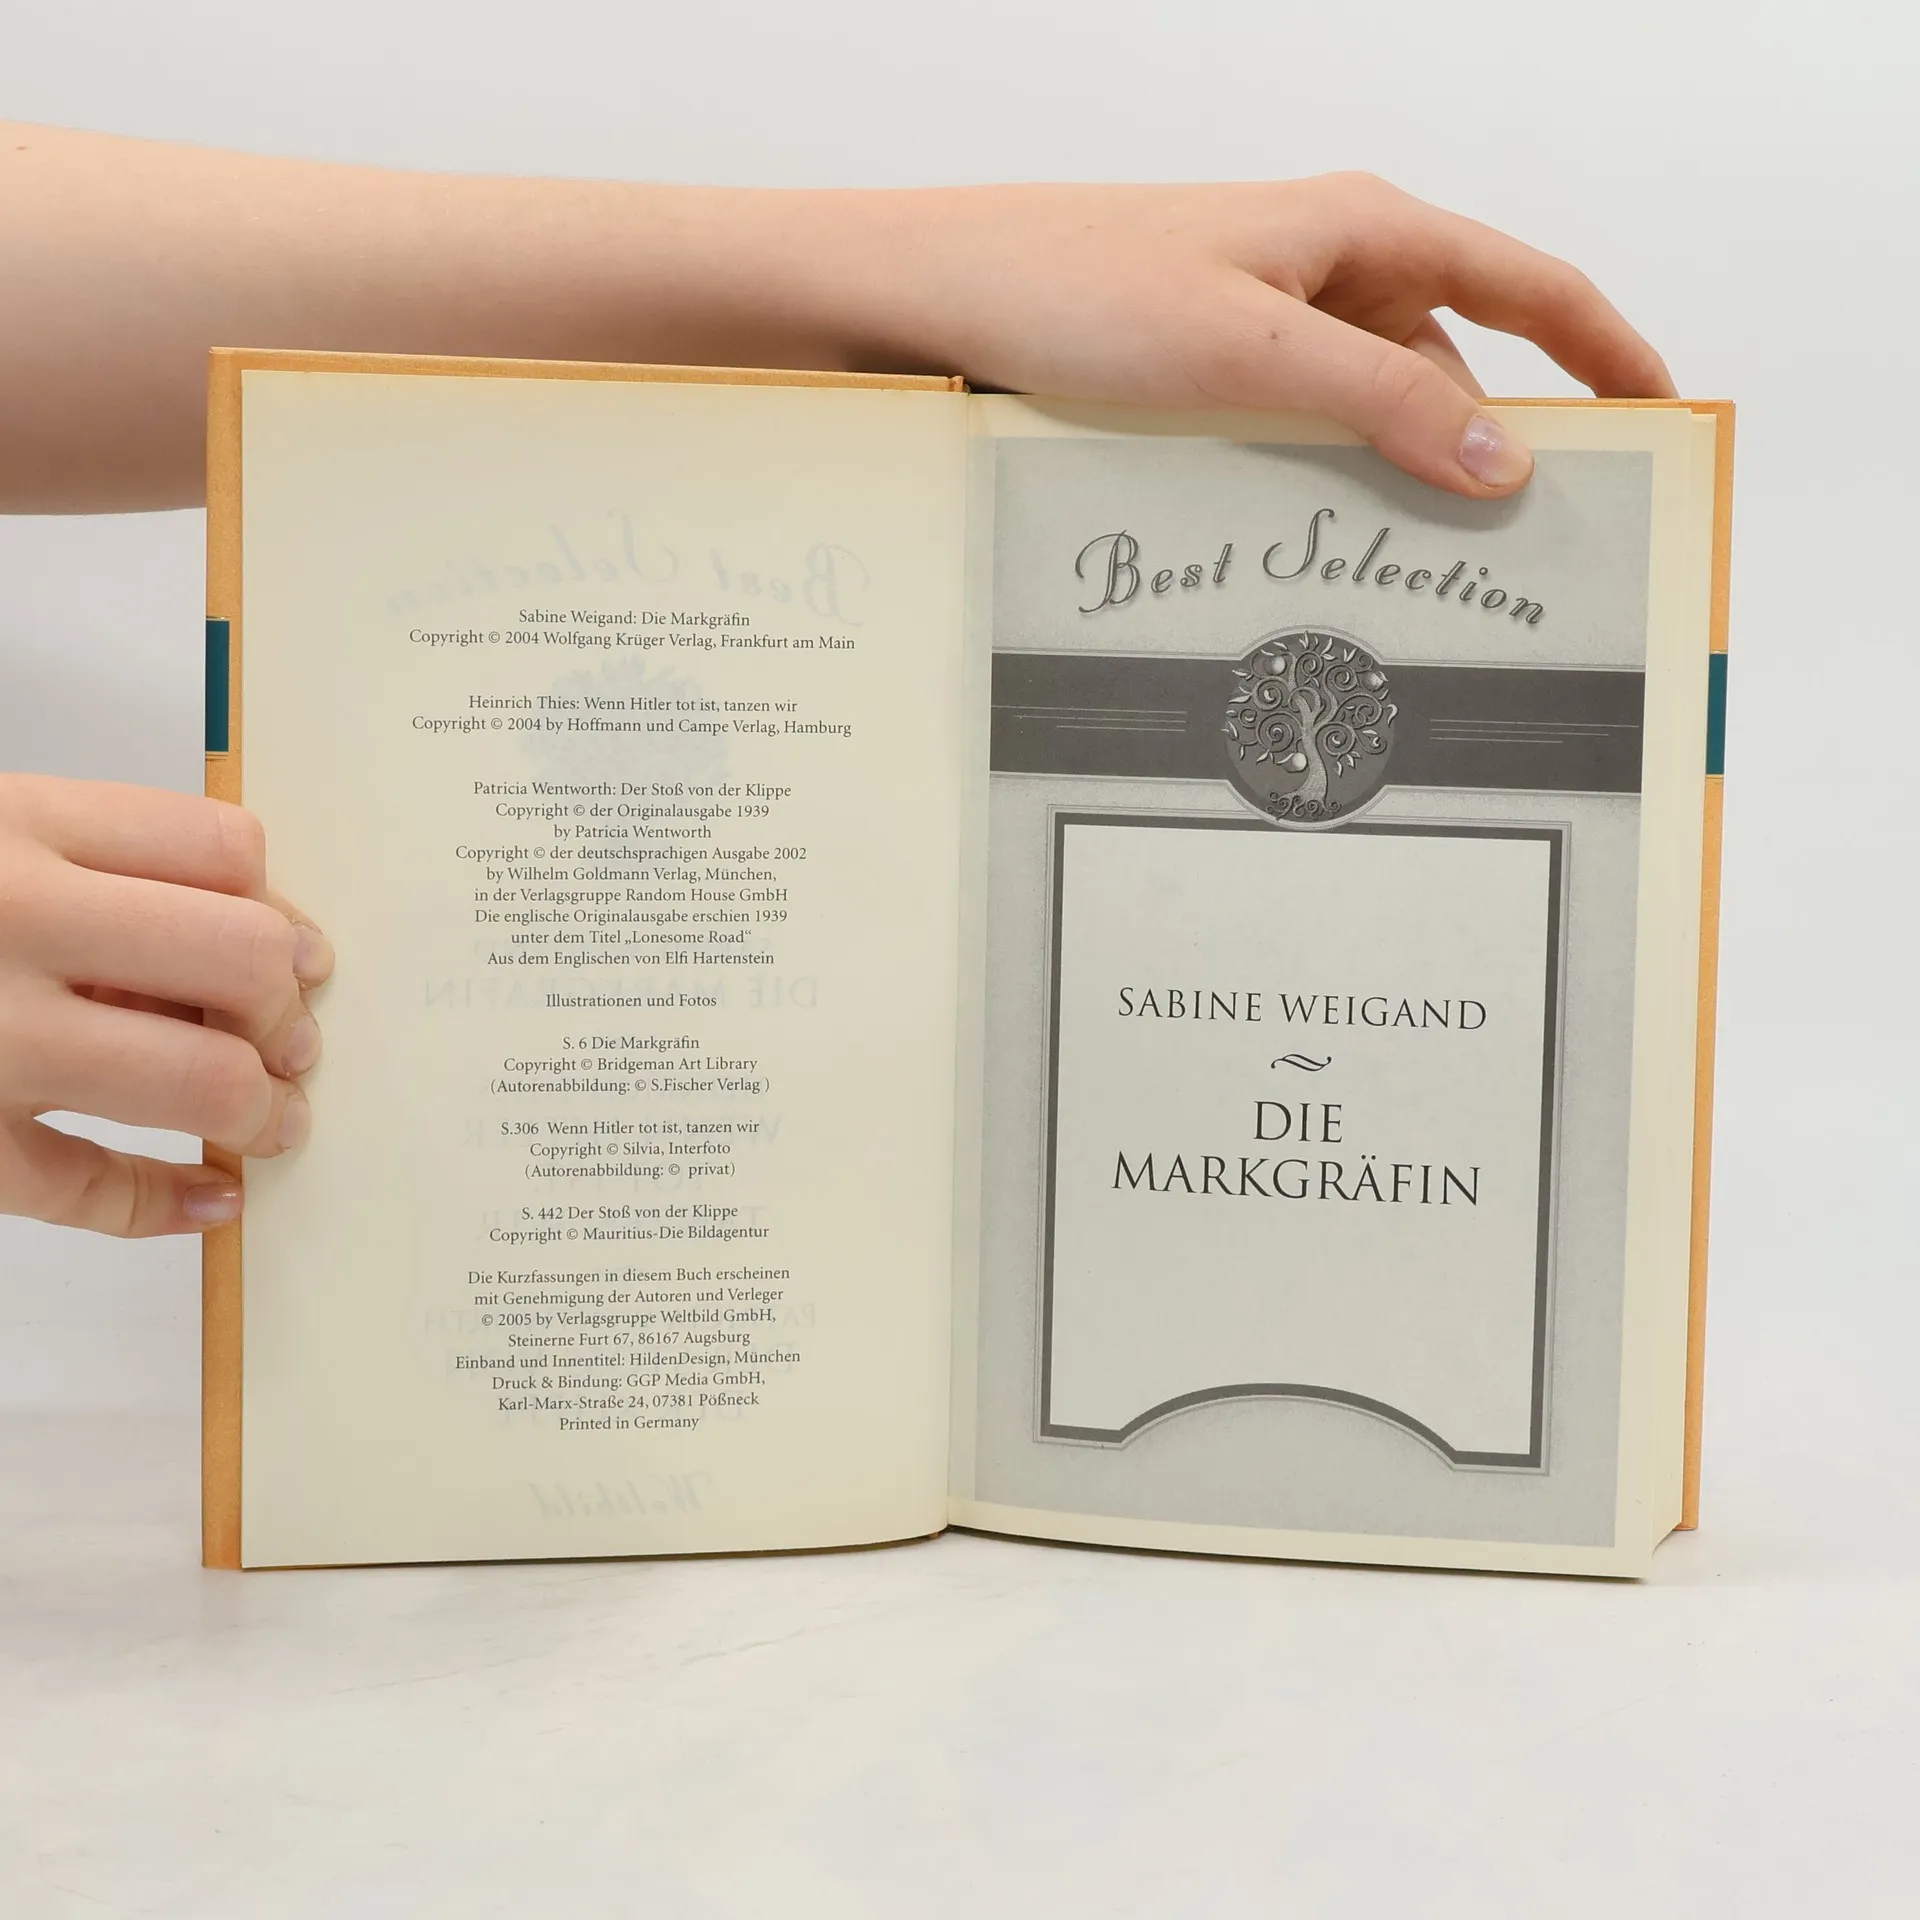 Sabine Weigand: Die Markgräfin
Copyright © 2004 Wolfgang Krüger Verlag, Frankfurt am Main
Heinrich Thies: Wenn Hitler tot ist, tanzen wir
Copyright © 2004 by Hoffmann und Campe Verlag, Hamburg
Patricia Wentworth: Der Stoß von der Klippe
Copyright © der Originalausgabe 1939
by Patricia Wentworth
Copyright © der deutschsprachigen Ausgabe 2002
by Wilhelm Goldmann Verlag, München,
in der Verlagsgruppe Random House GmbH
Die englische Originalausgabe erschien 1939
unter dem Titel „Lonesome Road“
Aus dem Englischen von Elfi Hartenstein
Illustrationen und Fotos
S. 6 Die Markgräfin
Copyright © Bridgeman Art Library
(Autorenabbildung: © S.Fischer Verlag )
S.306 Wenn Hitler tot ist, tanzen wir
Copyright © Silvia, Interfoto
(Autorenabbildung: © privat)
S. 442 Der Stoß von der Klippe
Copyright © Mauritius-Die Bildagentur
Die Kurzfassungen in diesem Buch erscheinen
mit Genehmigung der Autoren und Verleger
© 2005 by Verlagsgruppe Weltbild GmbH,
Steinerne Furt 67, 86167 Augsburg
Einband und Innentitel: HildenDesign, München
Druck & Bindung: GGP Media GmbH,
Karl-Marx-Straße 24, 07381 Pößneck
Printed in Germany
Best Selection
SABINE WEIGAND
DIE
MARKGRÄFIN